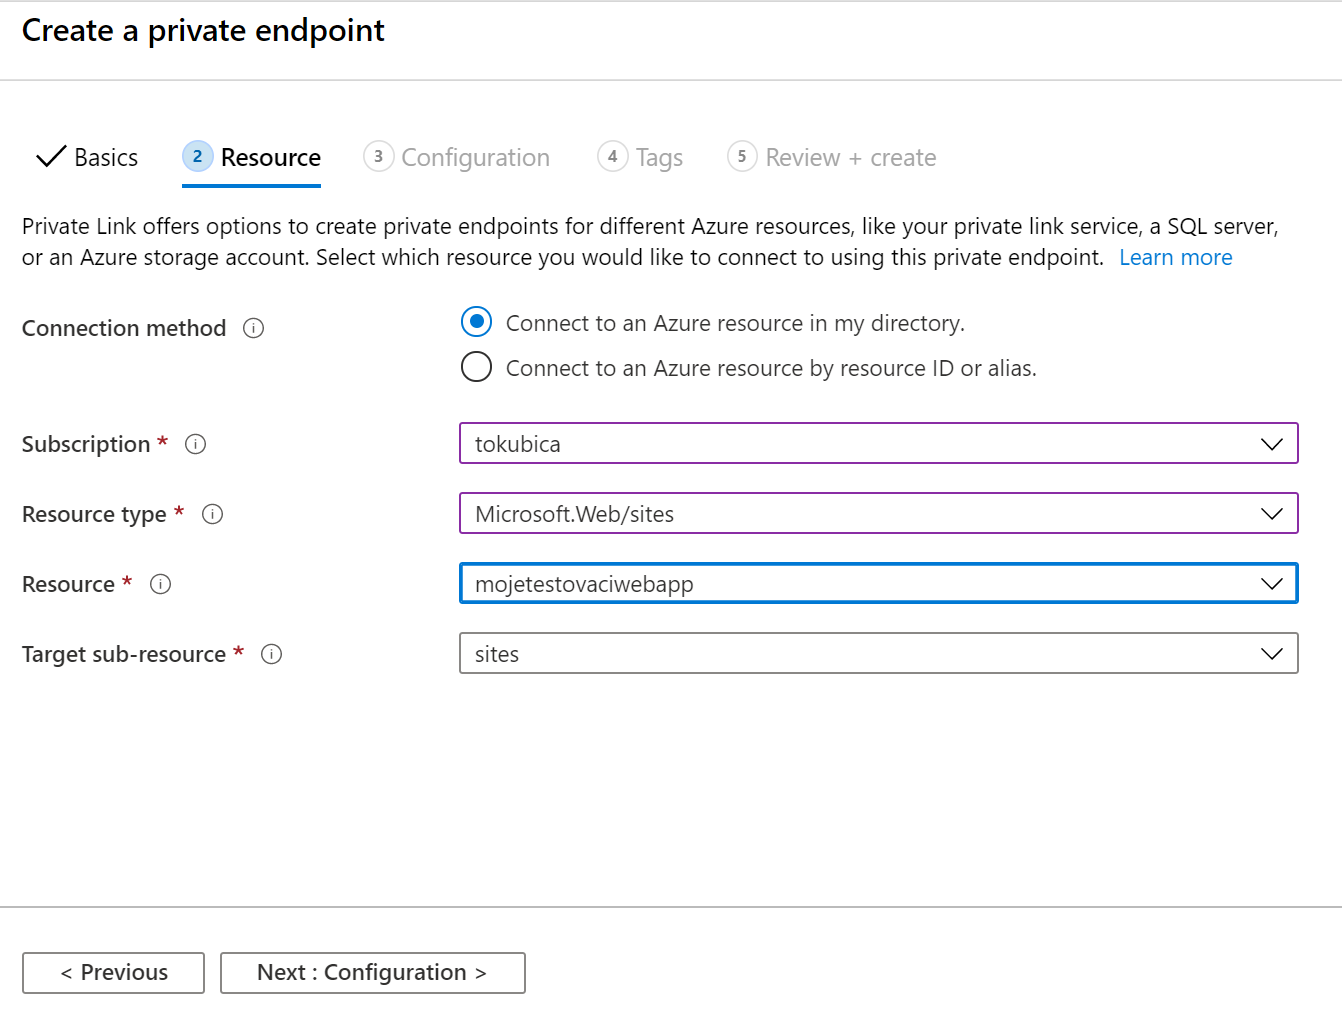 Create a private endpoint
Basics
2 Resource
3 Configuration
4 Tags
5 Review + create
Private Link offers options to create private endpoints for different Azure resources, like your private link service, a SQL server,
or an Azure storage account. Select which resource you would like to connect to using this private endpoint. Learn more
Connection method
Connect to an Azure resource in my directory.
Connect to an Azure resource by resource ID or alias.
Subscription *
tokubica
Resource type *
Microsoft.Web/sites
Resource *
mojetestovaciwebapp
Target sub-resource *
sites
< Previous
Next : Configuration >